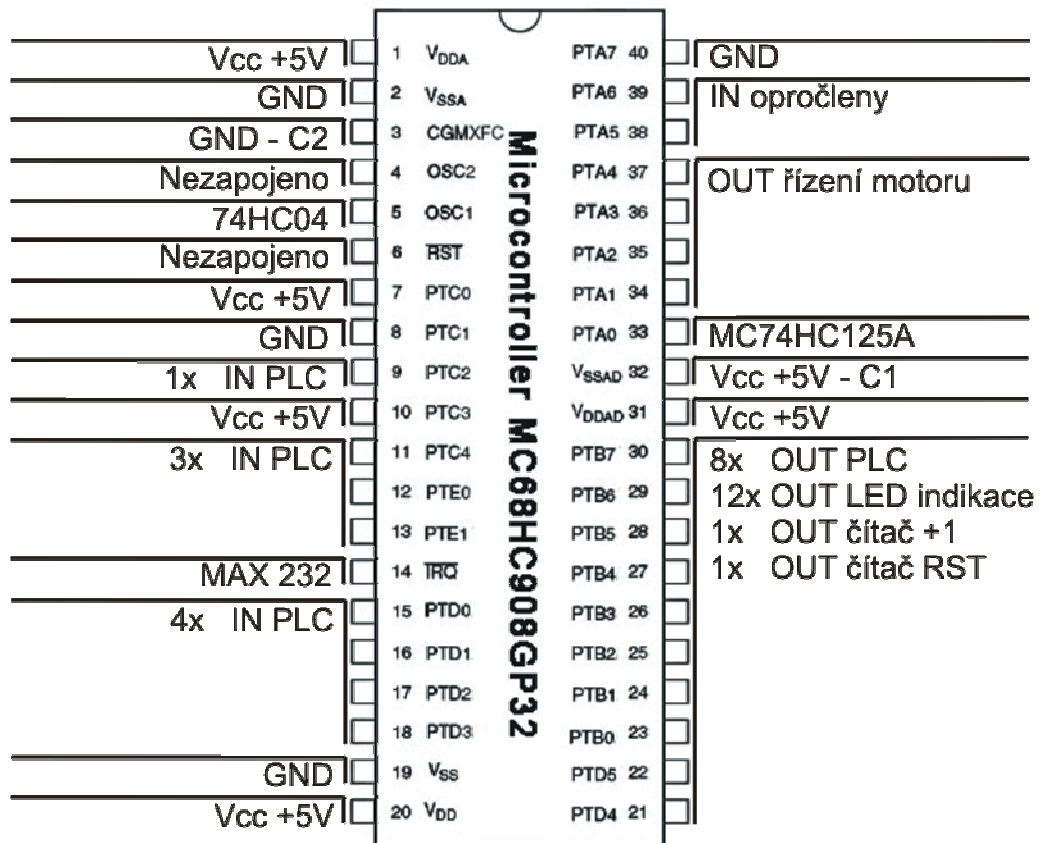 Vcc +5V
GND
GND - C2
Nezapojeno
74HC04
Nezapojeno
Vcc +5V
GND
1x IN PLC
Vcc +5V
3x IN PLC
MAX 232
4x IN PLC
GND
Vcc +5V
1 VDDA
2 VSSA
3 CGMXFC
4 OSC2
5 OSC1
6 RST
7 PTC0
8 PTC1
9 PTC2
10 PTC3
11 PTC4
12 PTE0
13 PTE1
14 IRQ
15 PTD0
16 PTD1
17 PTD2
18 PTD3
19 VSS
20 VDD
Microcontroller MC68HC908GP32
PTA7 40
PTA6 39
PTA5 38
PTA4 37
PTA3 36
PTA2 35
PTA1 34
PTA0 33
VSSAD 32
VDDAD 31
PTB7 30
PTB6 29
PTB5 28
PTB4 27
PTB3 26
PTB2 25
PTB1 24
PTB0 23
PTD5 22
PTD4 21
GND
IN opročleny
OUT řízení motoru
MC74HC125A
Vcc +5V - C1
Vcc +5V
8x OUT PLC
12x OUT LED indikace
1x OUT čítač +1
1x OUT čítač RST